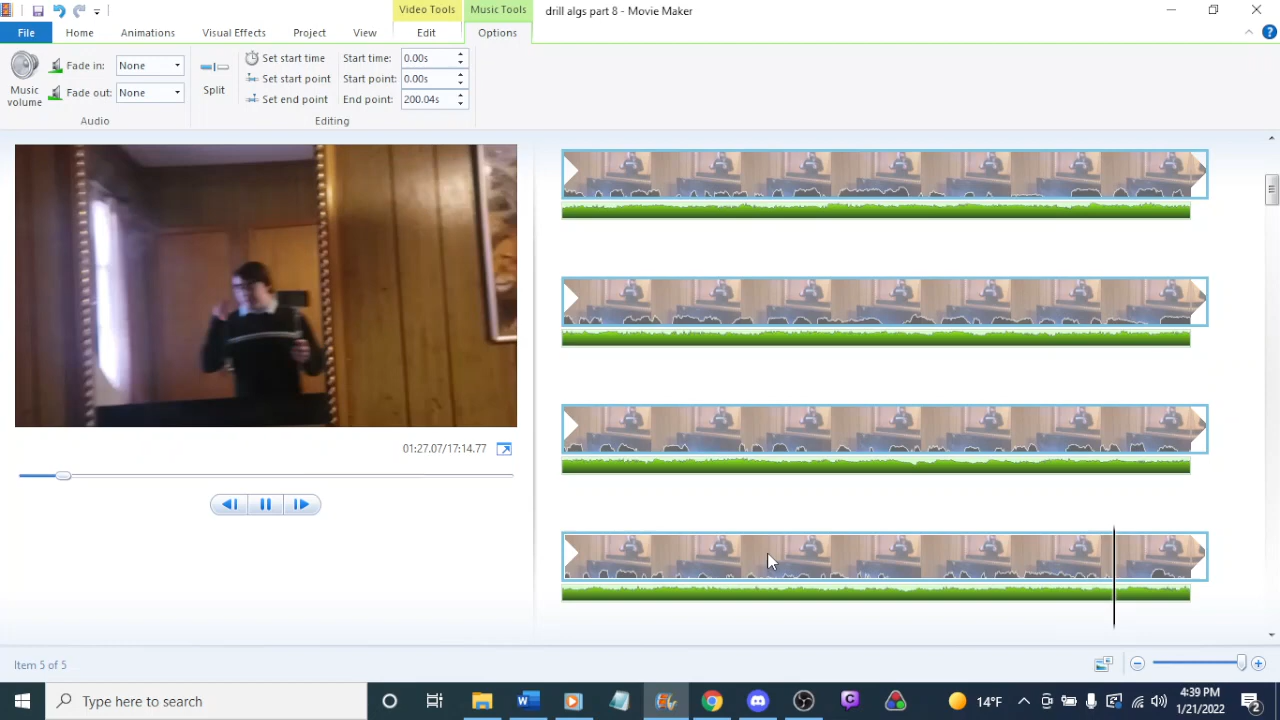 drill algs part 8 - Movie Maker
Video Tools
Music Tools
File
Home
Animations
Visual Effects
Project
View
Edit
Options
Music volume
Fade in: None
Fade out: None
Audio
Split
Set start time
Set start point
Set end point
Start time: 0.00s
Start point: 0.00s
End point: 200.04s
Editing
01:27.07/17:14.77
Item 5 of 5
Type here to search
14°F
4:39 PM
1/21/2022
2